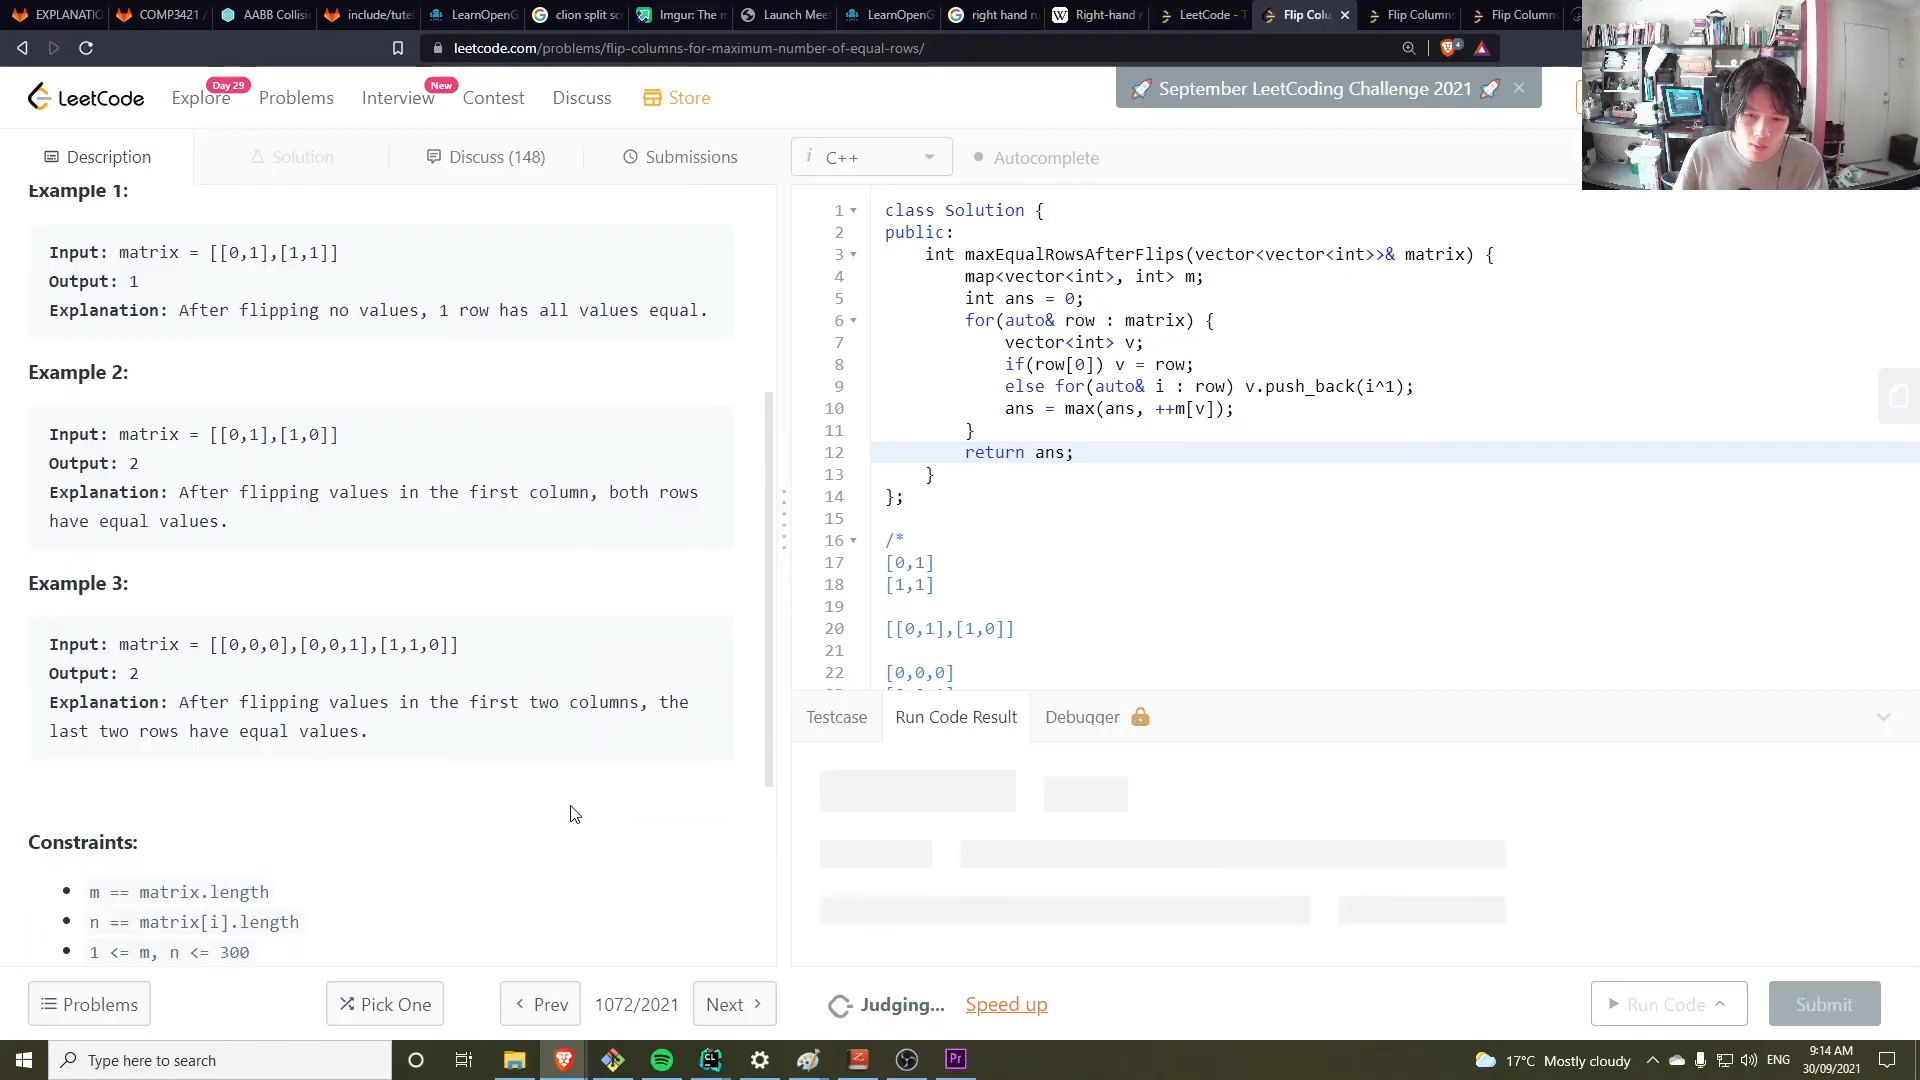 EXPLANATIO
COMP3421 /
AABB Collisi
include/tute
LearnOpenG
clion split sc
Imgur: The m
Launch Meet
LearnOpenG
right hand ru
Right-hand r
LeetCode - T
Flip Colu
Flip Column
Flip Column
leetcode.com/problems/flip-columns-for-maximum-number-of-equal-rows/
4
LeetCode
Explore
Day 29
Problems
Interview
New
Contest
Discuss
Store
🚀 September LeetCoding Challenge 2021 🚀
Description
Solution
Discuss (148)
Submissions
i C++
Autocomplete
Example 1:
Input: matrix = [[0,1],[1,1]]
Output: 1
Explanation: After flipping no values, 1 row has all values equal.
Example 2:
Input: matrix = [[0,1],[1,0]]
Output: 2
Explanation: After flipping values in the first column, both rows
have equal values.
Example 3:
Input: matrix = [[0,0,0],[0,0,1],[1,1,0]]
Output: 2
Explanation: After flipping values in the first two columns, the
last two rows have equal values.
Constraints:
• m == matrix.length
• n == matrix[i].length
• 1 <= m, n <= 300
1 class Solution {
2 public:
3 int maxEqualRowsAfterFlips(vector<vector<int>>& matrix) {
4 map<vector<int>, int> m;
5 int ans = 0;
6 for(auto& row : matrix) {
7 vector<int> v;
8 if(row[0]) v = row;
9 else for(auto& i : row) v.push_back(i^1);
10 ans = max(ans, ++m[v]);
11 }
12 return ans;
13 }
14 };
15
16 /*
17 [0,1]
18 [1,1]
19
20 [[0,1],[1,0]]
21
22 [0,0,0]
Testcase
Run Code Result
Debugger
Problems
Pick One
Prev
1072/2021
Next
Judging...
Speed up
Run Code
Submit
Type here to search
CL
Z
Pr
17°C Mostly cloudy
ENG
9:14 AM
30/09/2021